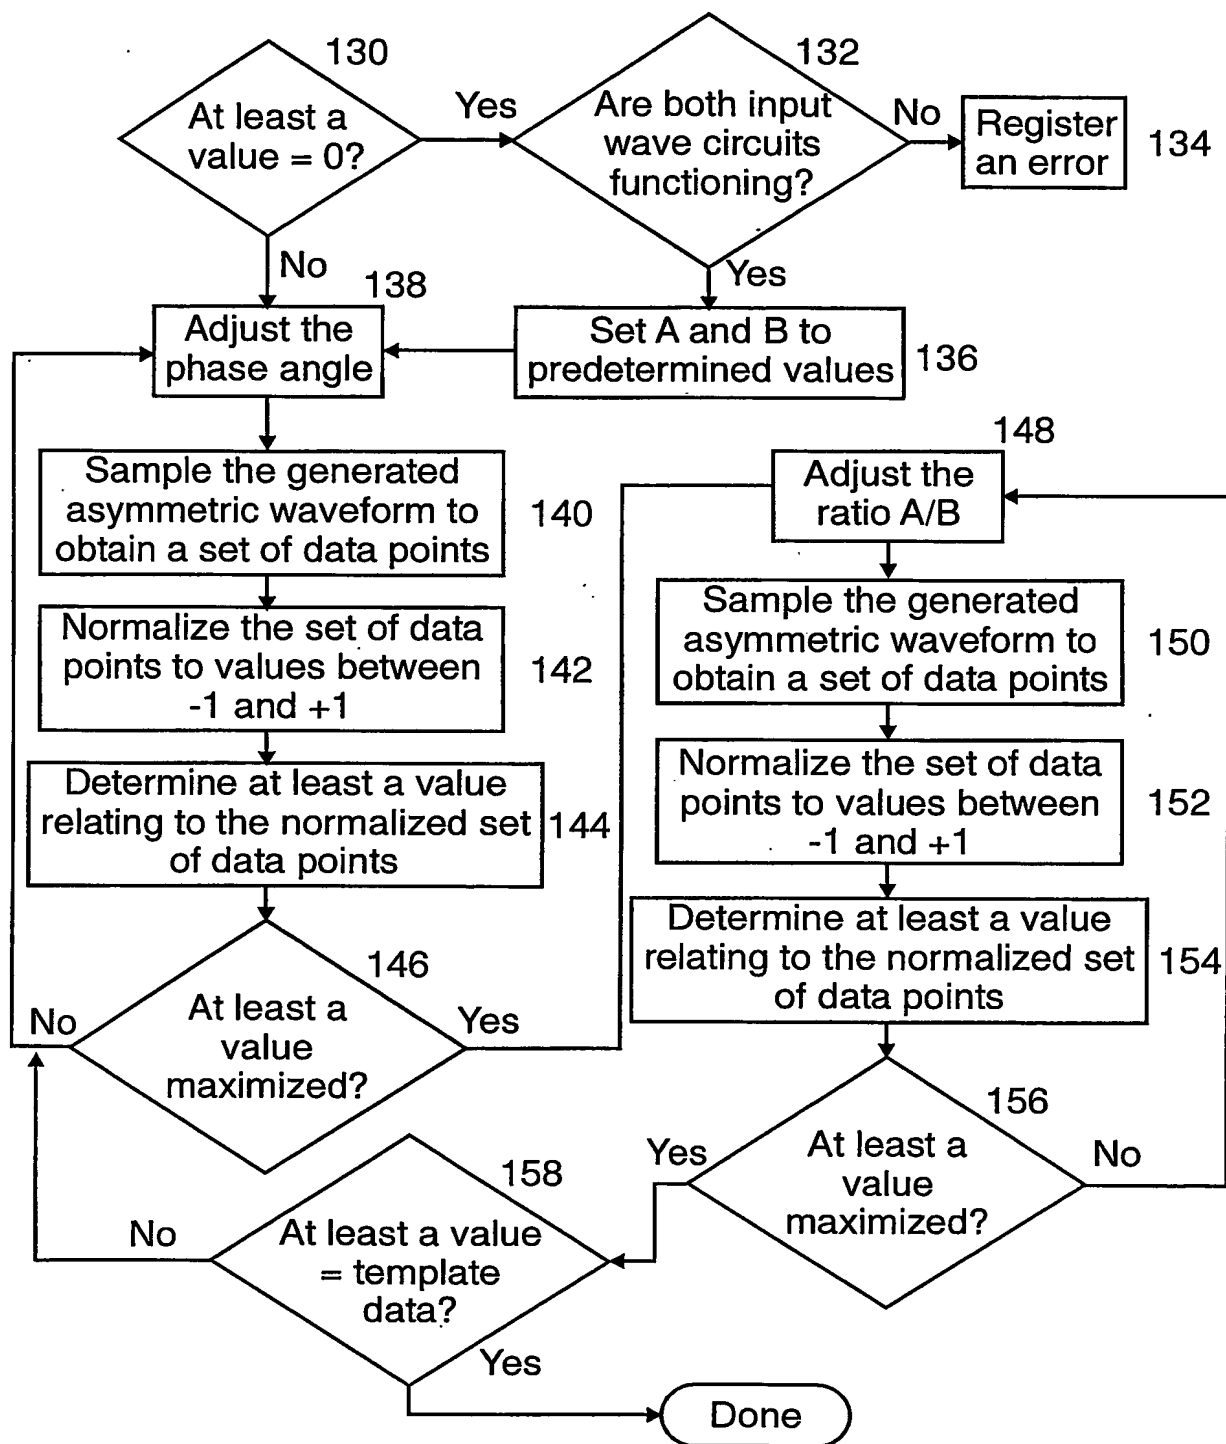 130
At least a
value = 0?
Yes
132
Are both input
wave circuits
functioning?
No
Register
an error
134
No
Yes
138
Adjust the
phase angle
Set A and B to
predetermined values
136
Sample the generated
asymmetric waveform to
obtain a set of data points
140
Normalize the set of data
points to values between
-1 and +1
142
Determine at least a value
relating to the normalized set
of data points
144
146
At least a
value
maximized?
No
Yes
148
Adjust the
ratio A/B
Sample the generated
asymmetric waveform to
obtain a set of data points
150
Normalize the set of data
points to values between
-1 and +1
152
Determine at least a value
relating to the normalized set
of data points
154
156
At least a
value
maximized?
Yes
No
158
At least a value
= template
data?
No
Yes
Done